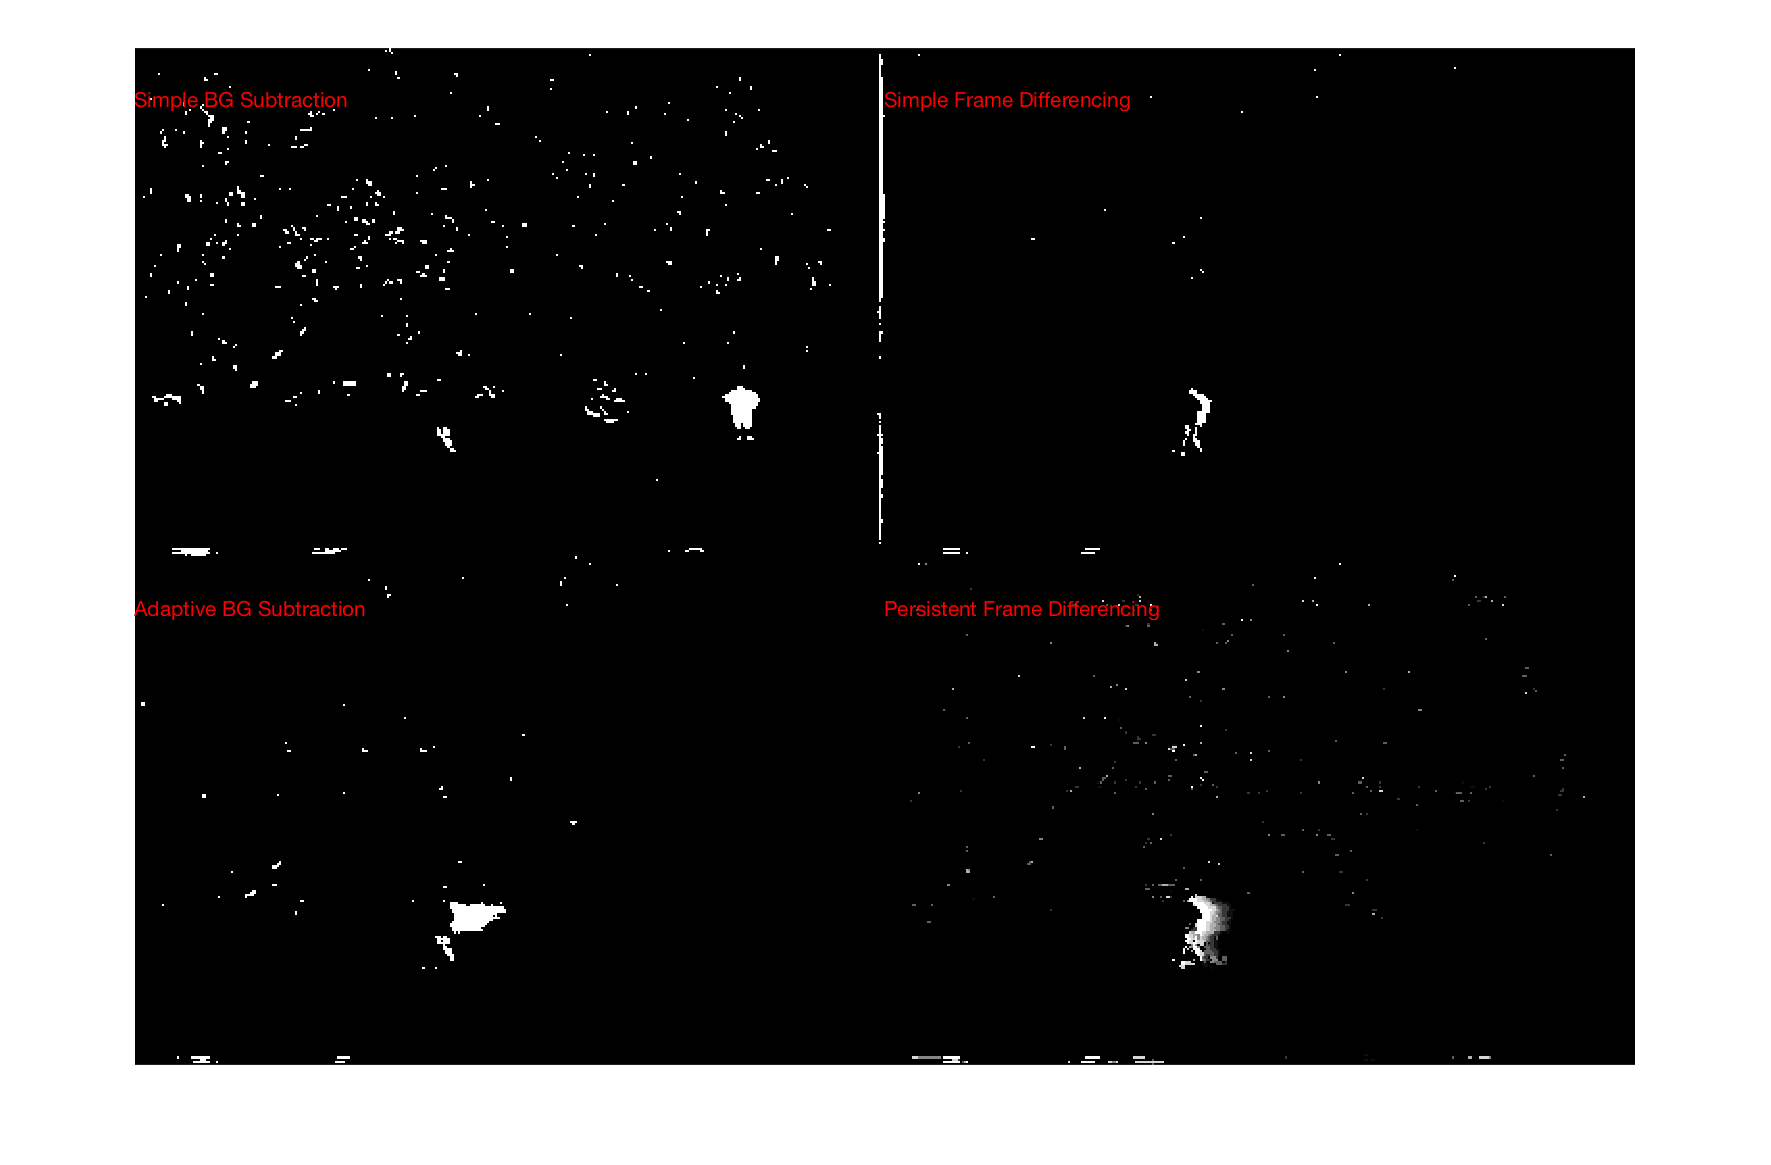 Simple BG Subtraction
Simple Frame Differencing
Adaptive BG Subtraction
Persistent Frame Differencing